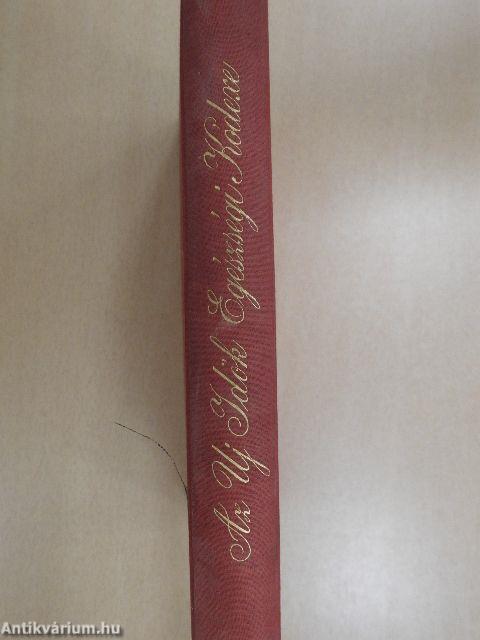 Az Uj Idők Egészségi Kódexe
Antikvárium.hu